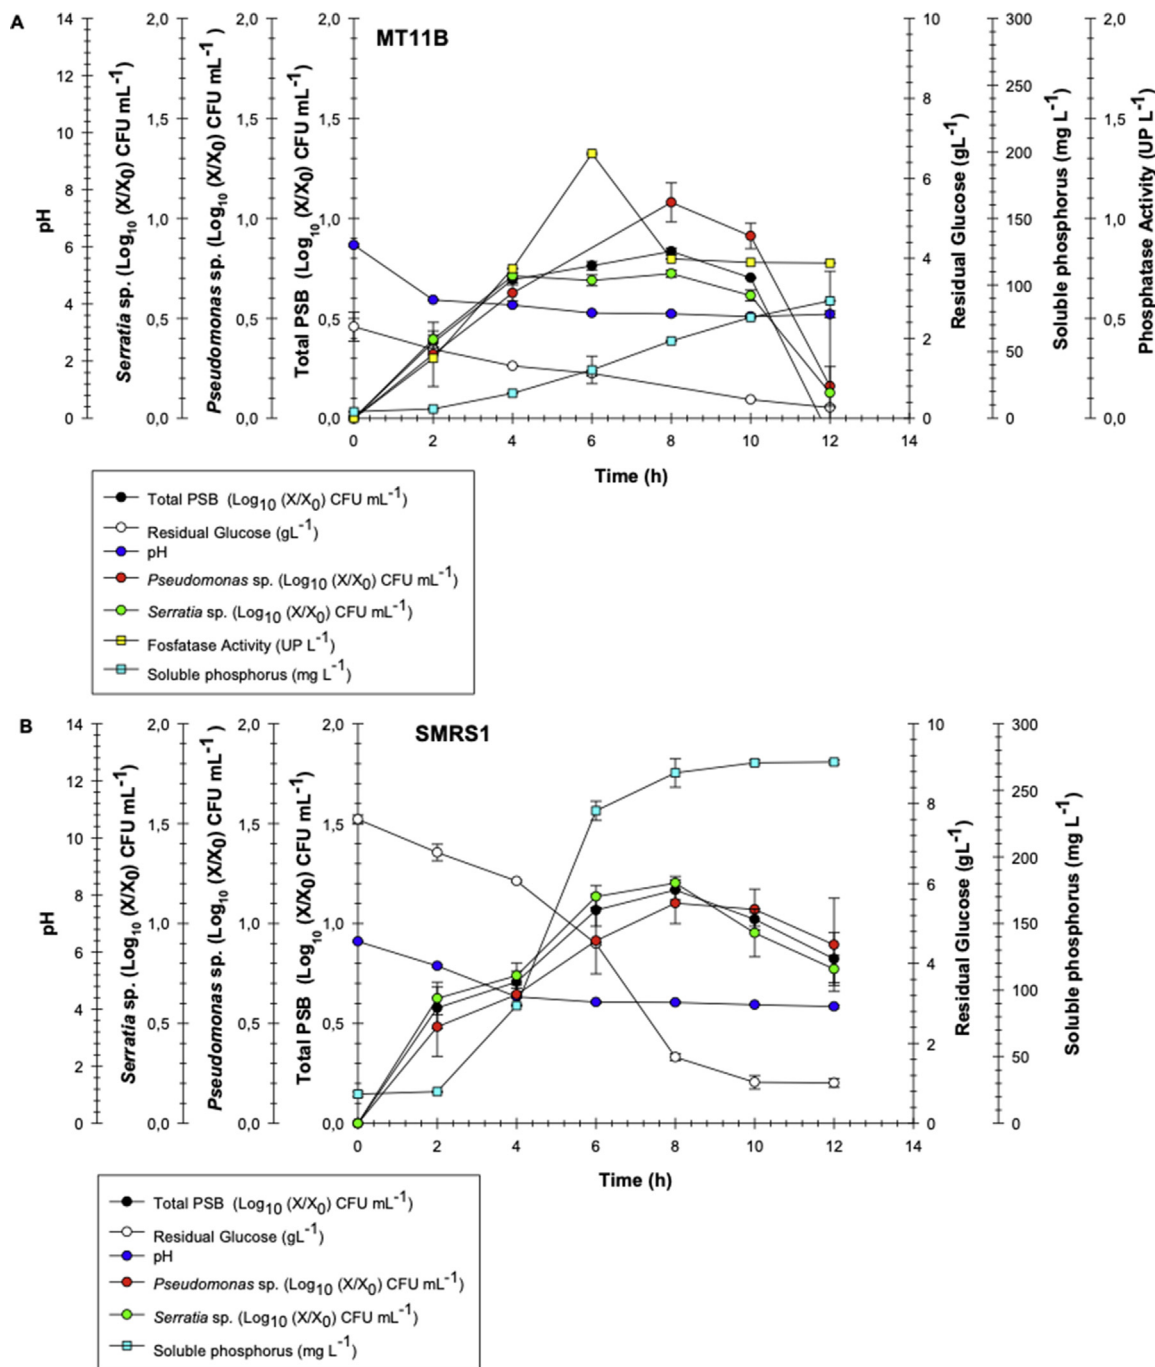 A
MT11B
14
12
10
8
6
4
2
0
pH
2,0
1,5
1,0
0,5
0,0
Serratia sp. (Log10 (X/X0) CFU mL-1)
2,0
1,5
1,0
0,5
0,0
Pseudomonas sp. (Log10 (X/X0) CFU mL-1)
2,0
1,5
1,0
0,5
0,0
Total PSB (Log10 (X/X0) CFU mL-1)
0 2 4 6 8 10 12 14
Time (h)
10
8
6
4
2
0
Residual Glucose (gL-1)
300
250
200
150
100
50
0
Soluble phosphorus (mg L-1)
2,0
1,5
1,0
0,5
0,0
Phosphatase Activity (UP L-1)
Total PSB (Log10 (X/X0) CFU mL-1)
Residual Glucose (gL-1)
pH
Pseudomonas sp. (Log10 (X/X0) CFU mL-1)
Serratia sp. (Log10 (X/X0) CFU mL-1)
Fosfatase Activity (UP L-1)
Soluble phosphorus (mg L-1)
B
SMRS1
14
12
10
8
6
4
2
0
pH
2,0
1,5
1,0
0,5
0,0
Serratia sp. (Log10 (X/X0) CFU mL-1)
2,0
1,5
1,0
0,5
0,0
Pseudomonas sp. (Log10 (X/X0) CFU mL-1)
2,0
1,5
1,0
0,5
0,0
Total PSB (Log10 (X/X0) CFU mL-1)
0 2 4 6 8 10 12 14
Time (h)
10
8
6
4
2
0
Residual Glucose (gL-1)
300
250
200
150
100
50
0
Soluble phosphorus (mg L-1)
Total PSB (Log10 (X/X0) CFU mL-1)
Residual Glucose (gL-1)
pH
Pseudomonas sp. (Log10 (X/X0) CFU mL-1)
Serratia sp. (Log10 (X/X0) CFU mL-1)
Soluble phosphorus (mg L-1)